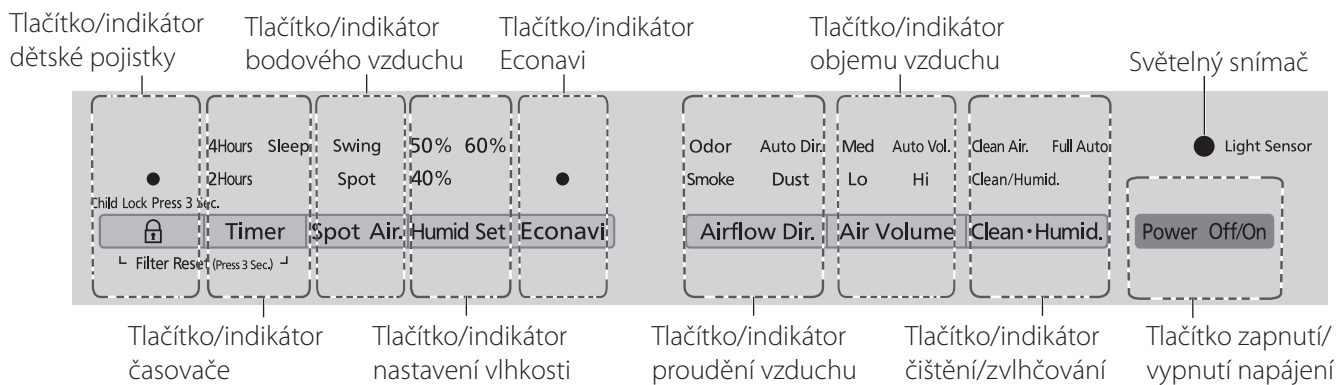 Tlačítko/indikátor
dětské pojistky
Tlačítko/indikátor
bodového vzduchu
Tlačítko/indikátor
Econavi
Tlačítko/indikátor
objemu vzduchu
Světelný snímač
4Hours Sleep Swing 50% 60% Odor Auto Dir. Med Auto Vol. Clean Air. Full Auto Light Sensor
2Hours Spot 40% Smoke Dust Lo Hi Clean/Humid.
Child Lock Press 3 Sec.
Timer Spot Air. Humid Set Econavi Airflow Dir. Air Volume Clean•Humid. Power Off/On
Filter Reset (Press 3 Sec.)
Tlačítko/indikátor
časovače
Tlačítko/indikátor
nastavení vlhkosti
Tlačítko/indikátor
proudění vzduchu
Tlačítko/indikátor
čištění/zvlhčování
Tlačítko zapnutí/
vypnutí napájení